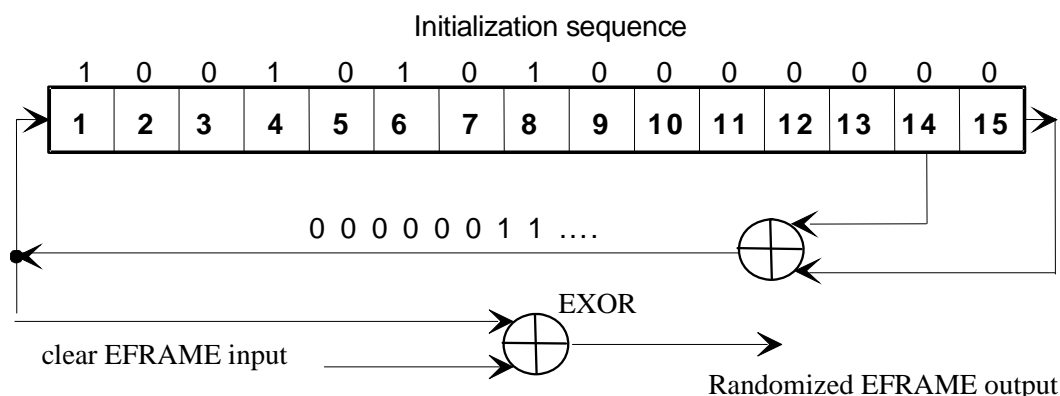 Initialization sequence
1 0 0 1 0 1 0 1 0 0 0 0 0 0 0
1 2 3 4 5 6 7 8 9 10 11 12 13 14 15
0 0 0 0 0 0 1 1 ....
EXOR
clear EFRAME input
Randomized EFRAME output